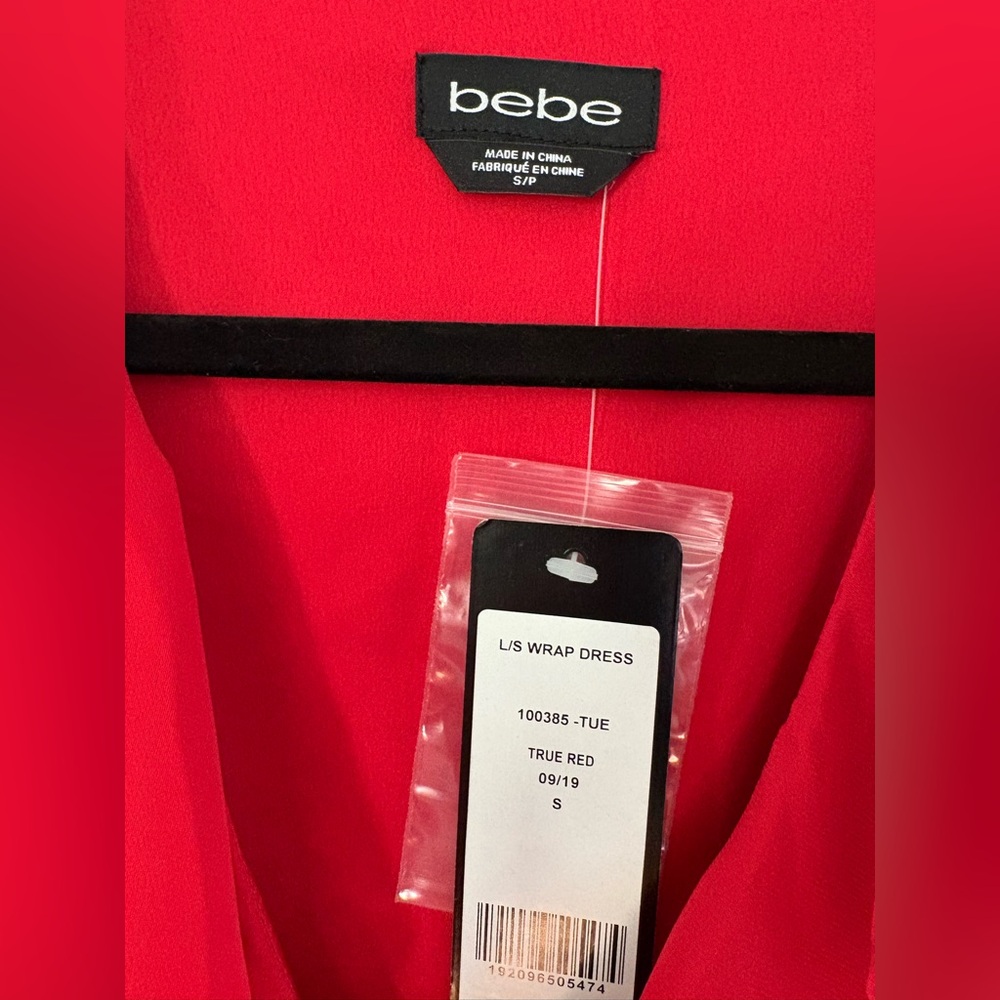 bebe
MADE IN CHINA
FABRIQUÉ EN CHINE
S/P
L/S WRAP DRESS
100385 -TUE
TRUE RED
09/19
S
192096505474